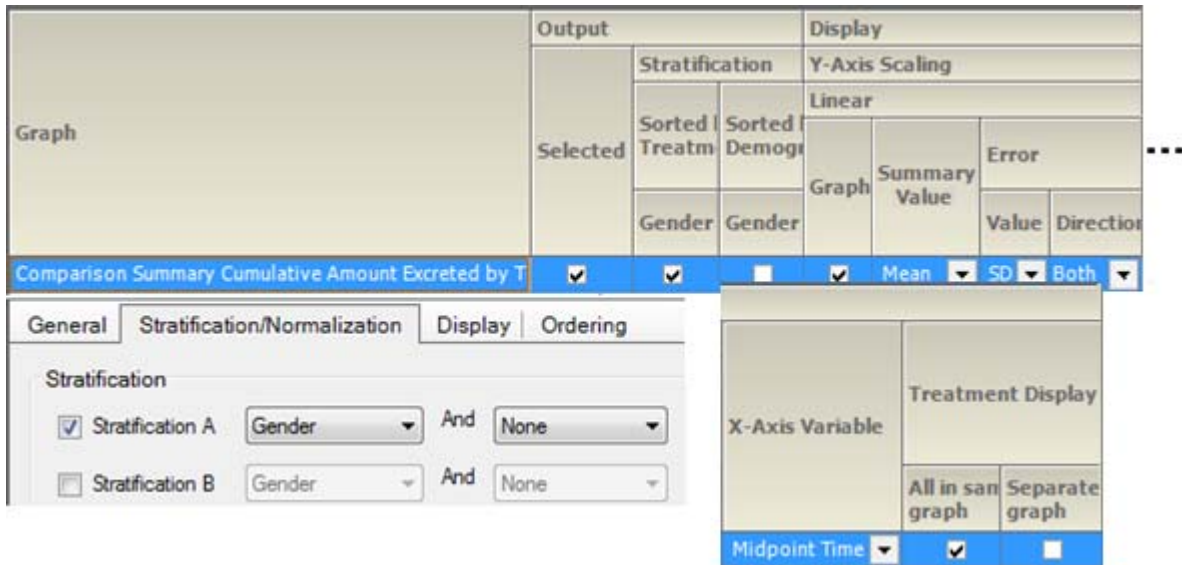 Output
Display
Stratification
Y-Axis Scaling
Linear
Graph
Selected
Sorted
Treatm
Sorted
Demogr
Graph
Summary
Value
Error
Gender
Gender
Value
Direction
Comparison Summary Cumulative Amount Excreted by T
Mean
SD
Both
...
General
Stratification/Normalization
Display
Ordering
Stratification
Stratification A
Gender
And
None
Stratification B
Gender
And
None
X-Axis Variable
Treatment Display
All in sam
graph
Separate
graph
Midpoint Time